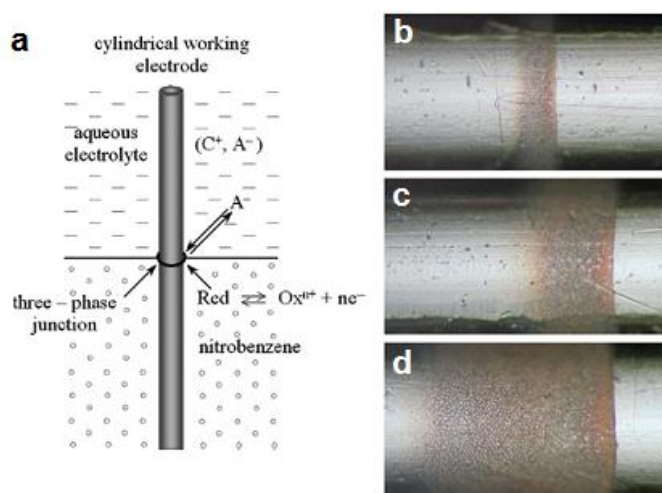 a
cylindrical working
electrode
aqueous
electrolyte
(C⁺, A⁻)
A⁻
three – phase
junction
Red ⇌ Oxⁿ⁺ + ne⁻
nitrobenzene
b
c
d